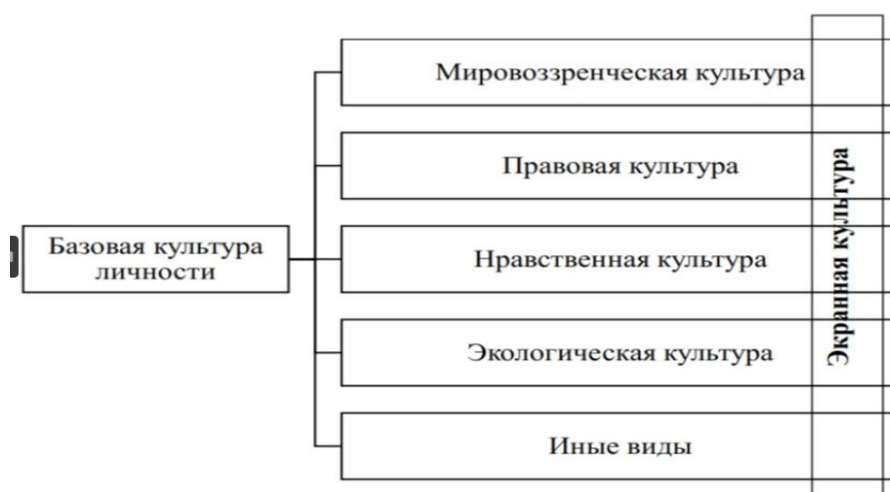 Мировоззренческая культура
Правовая культура
Базовая культура
личности
Нравственная культура
Экологическая культура
Иные виды
Экранная культура